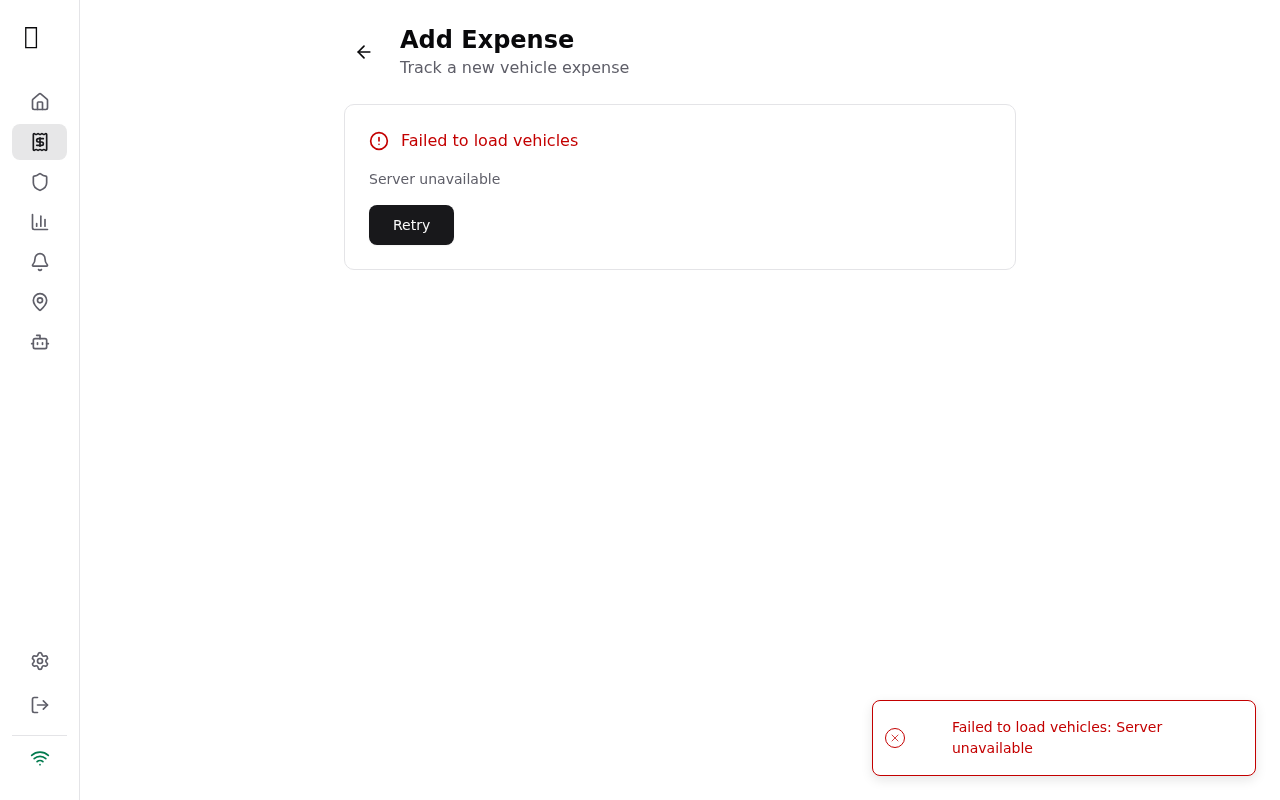 Add Expense
Track a new vehicle expense
Failed to load vehicles
Server unavailable
Retry
Failed to load vehicles: Server
unavailable